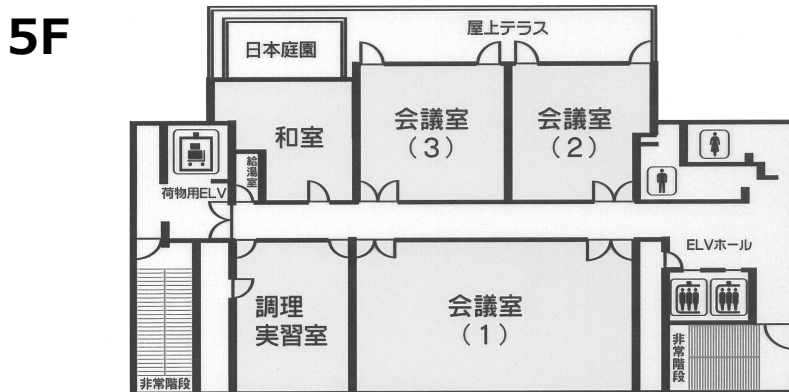 5F
屋上テラス
日本庭園
和室
会議室
（3）
会議室
（2）
給湯室
荷物用ELV
ELVホール
調理
実習室
会議室
（1）
非常階段
非常階段